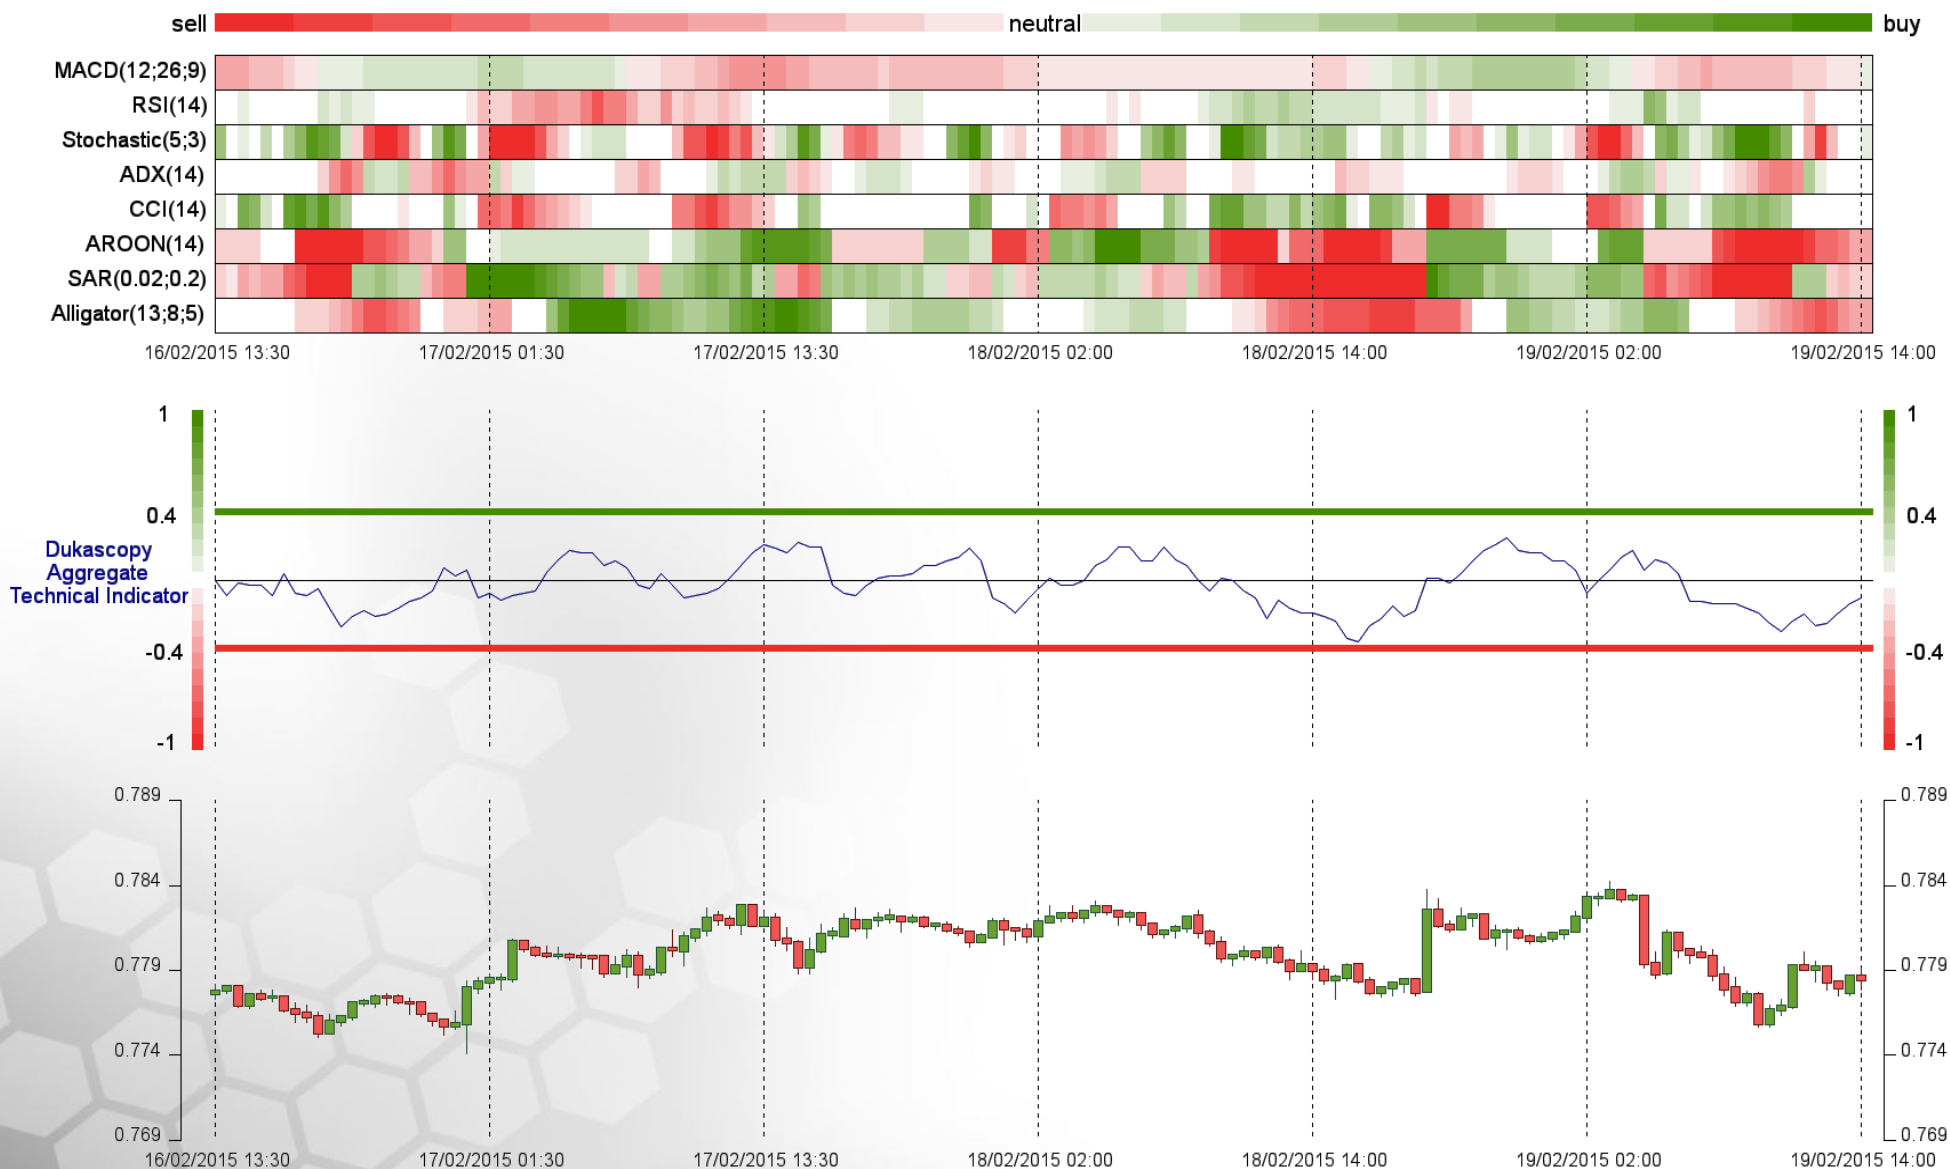 sell neutral buy
MACD(12;26;9)
RSI(14)
Stochastic(5;3)
ADX(14)
CCI(14)
AROON(14)
SAR(0.02;0.2)
Alligator(13;8;5)
16/02/2015 13:30 17/02/2015 01:30 17/02/2015 13:30 18/02/2015 02:00 18/02/2015 14:00 19/02/2015 02:00 19/02/2015 14:00
1 1
0.4 0.4
Dukascopy
Aggregate
Technical Indicator
-0.4 -0.4
-1 -1
0.789 0.789
0.784 0.784
0.779 0.779
0.774 0.774
0.769 0.769
16/02/2015 13:30 17/02/2015 01:30 17/02/2015 13:30 18/02/2015 02:00 18/02/2015 14:00 19/02/2015 02:00 19/02/2015 14:00